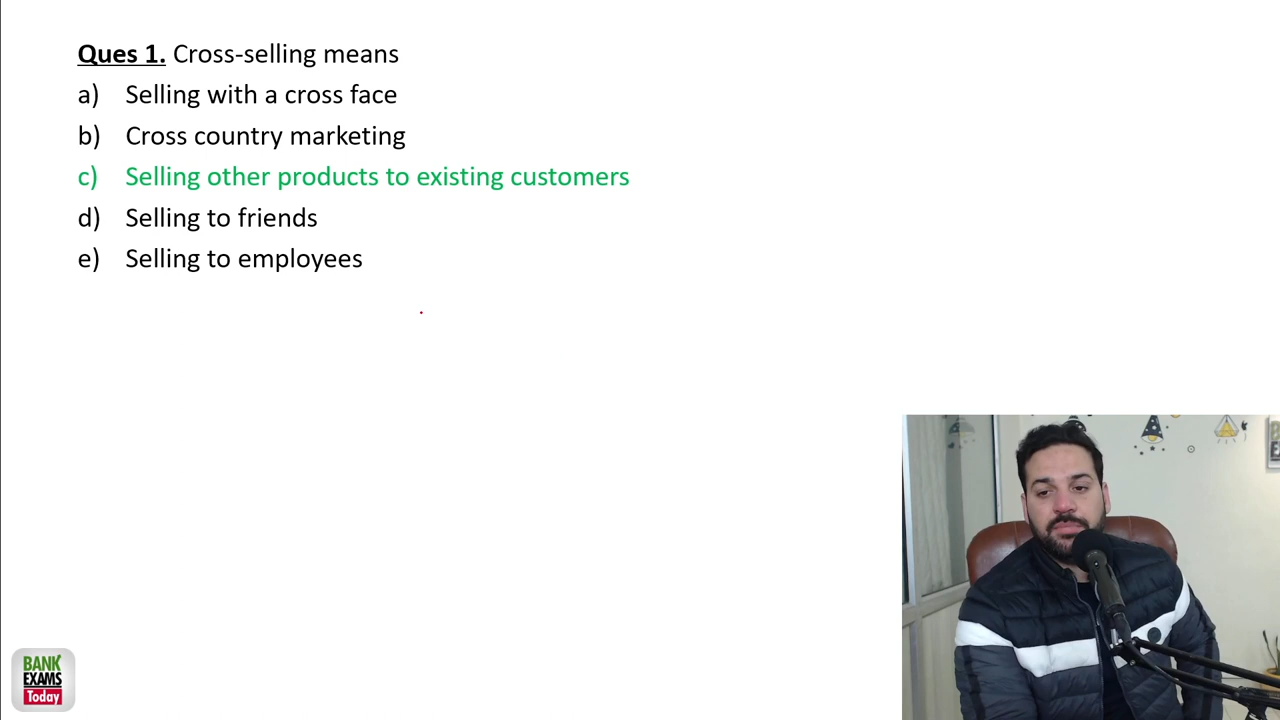 Ques 1. Cross-selling means
a) Selling with a cross face
b) Cross country marketing
c) Selling other products to existing customers
d) Selling to friends
e) Selling to employees
BANK
EXAMS
Today